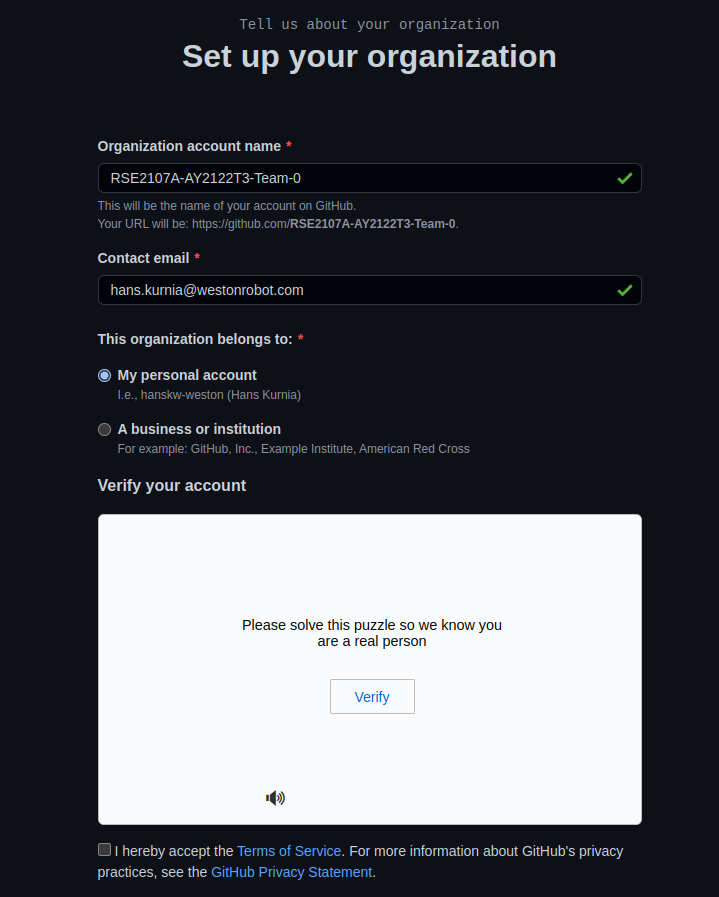 Tell us about your organization
Set up your organization
Organization account name *
RSE2107A-AY2122T3-Team-0
This will be the name of your account on GitHub.
Your URL will be: https://github.com/RSE2107A-AY2122T3-Team-0.
Contact email *
hans.kurnia@westonrobot.com
This organization belongs to: *
My personal account
I.e., hanskw-weston (Hans Kurnia)
A business or institution
For example: GitHub, Inc., Example Institute, American Red Cross
Verify your account
Please solve this puzzle so we know you
are a real person
Verify
I hereby accept the Terms of Service. For more information about GitHub's privacy
practices, see the GitHub Privacy Statement.